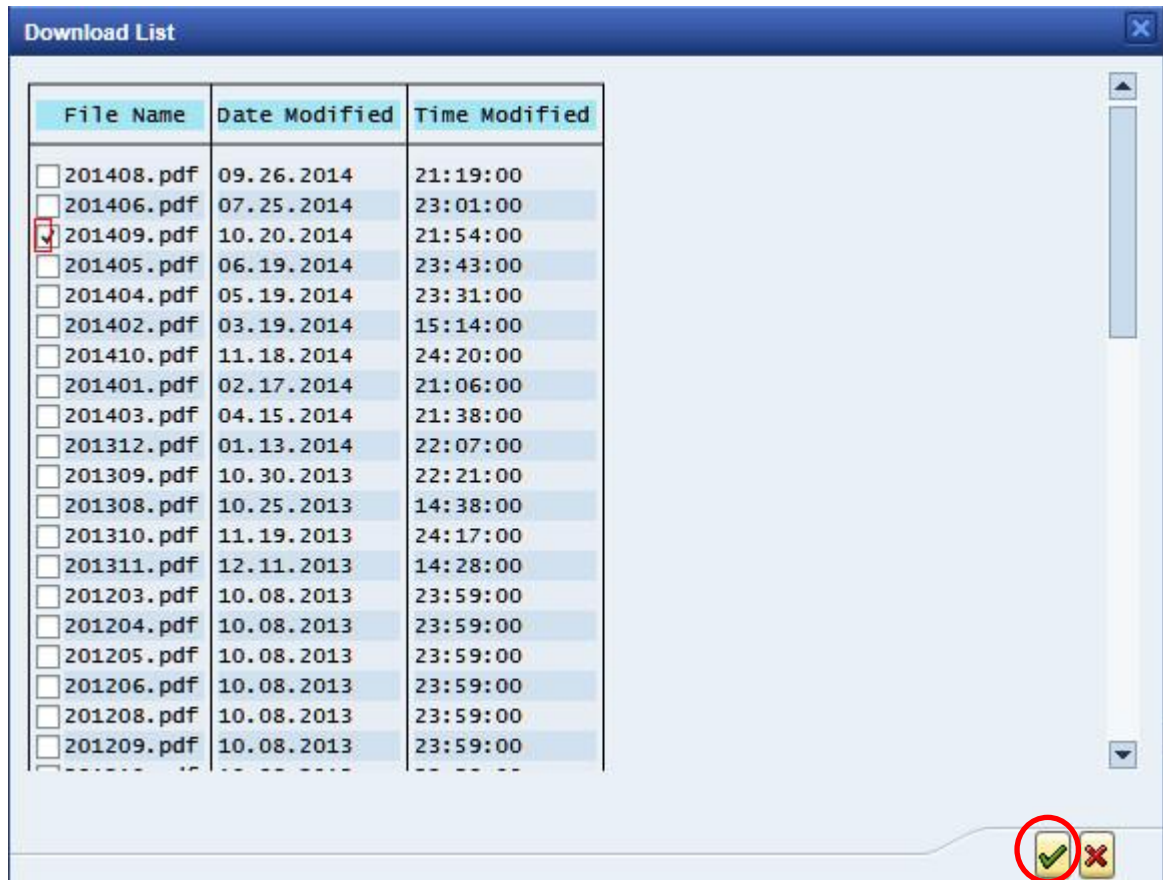 Download List
File Name Date Modified Time Modified
201408.pdf 09.26.2014 21:19:00
201406.pdf 07.25.2014 23:01:00
201409.pdf 10.20.2014 21:54:00
201405.pdf 06.19.2014 23:43:00
201404.pdf 05.19.2014 23:31:00
201402.pdf 03.19.2014 15:14:00
201410.pdf 11.18.2014 24:20:00
201401.pdf 02.17.2014 21:06:00
201403.pdf 04.15.2014 21:38:00
201312.pdf 01.13.2014 22:07:00
201309.pdf 10.30.2013 22:21:00
201308.pdf 10.25.2013 14:38:00
201310.pdf 11.19.2013 24:17:00
201311.pdf 12.11.2013 14:28:00
201203.pdf 10.08.2013 23:59:00
201204.pdf 10.08.2013 23:59:00
201205.pdf 10.08.2013 23:59:00
201206.pdf 10.08.2013 23:59:00
201208.pdf 10.08.2013 23:59:00
201209.pdf 10.08.2013 23:59:00